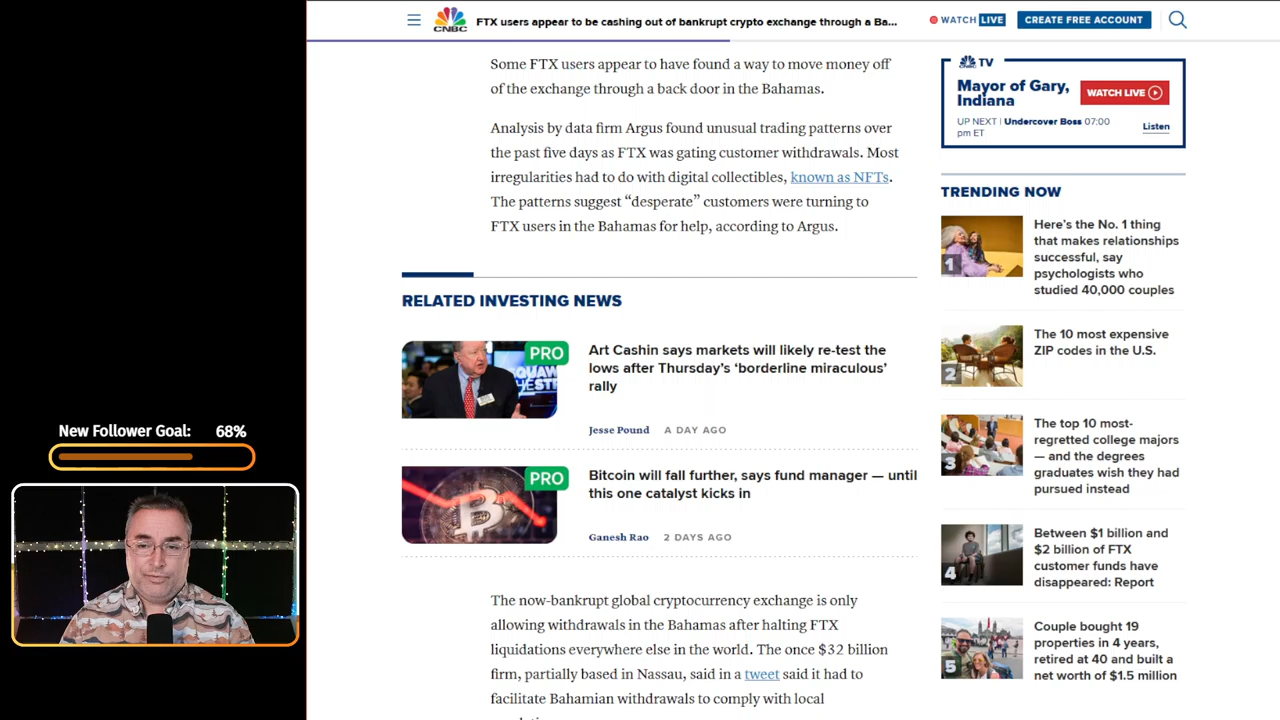 CNBC
FTX users appear to be cashing out of bankrupt crypto exchange through a Ba...
WATCH LIVE
CREATE FREE ACCOUNT
Some FTX users appear to have found a way to move money off
of the exchange through a back door in the Bahamas.
Analysis by data firm Argus found unusual trading patterns over
the past five days as FTX was gating customer withdrawals. Most
irregularities had to do with digital collectibles, known as NFTs.
The patterns suggest “desperate” customers were turning to
FTX users in the Bahamas for help, according to Argus.
RELATED INVESTING NEWS
PRO
Art Cashin says markets will likely re-test the
lows after Thursday’s ‘borderline miraculous’
rally
Jesse Pound A DAY AGO
PRO
Bitcoin will fall further, says fund manager — until
this one catalyst kicks in
Ganesh Rao 2 DAYS AGO
The now-bankrupt global cryptocurrency exchange is only
allowing withdrawals in the Bahamas after halting FTX
liquidations everywhere else in the world. The once $32 billion
firm, partially based in Nassau, said in a tweet said it had to
facilitate Bahamian withdrawals to comply with local
TV
Mayor of Gary,
Indiana
WATCH LIVE
UP NEXT | Undercover Boss 07:00
pm ET
Listen
TRENDING NOW
1
Here’s the No. 1 thing
that makes relationships
successful, say
psychologists who
studied 40,000 couples
2
The 10 most expensive
ZIP codes in the U.S.
3
The top 10 most-
regretted college majors
— and the degrees
graduates wish they had
pursued instead
4
Between $1 billion and
$2 billion of FTX
customer funds have
disappeared: Report
5
Couple bought 19
properties in 4 years,
retired at 40 and built a
net worth of $1.5 million
New Follower Goal: 68%